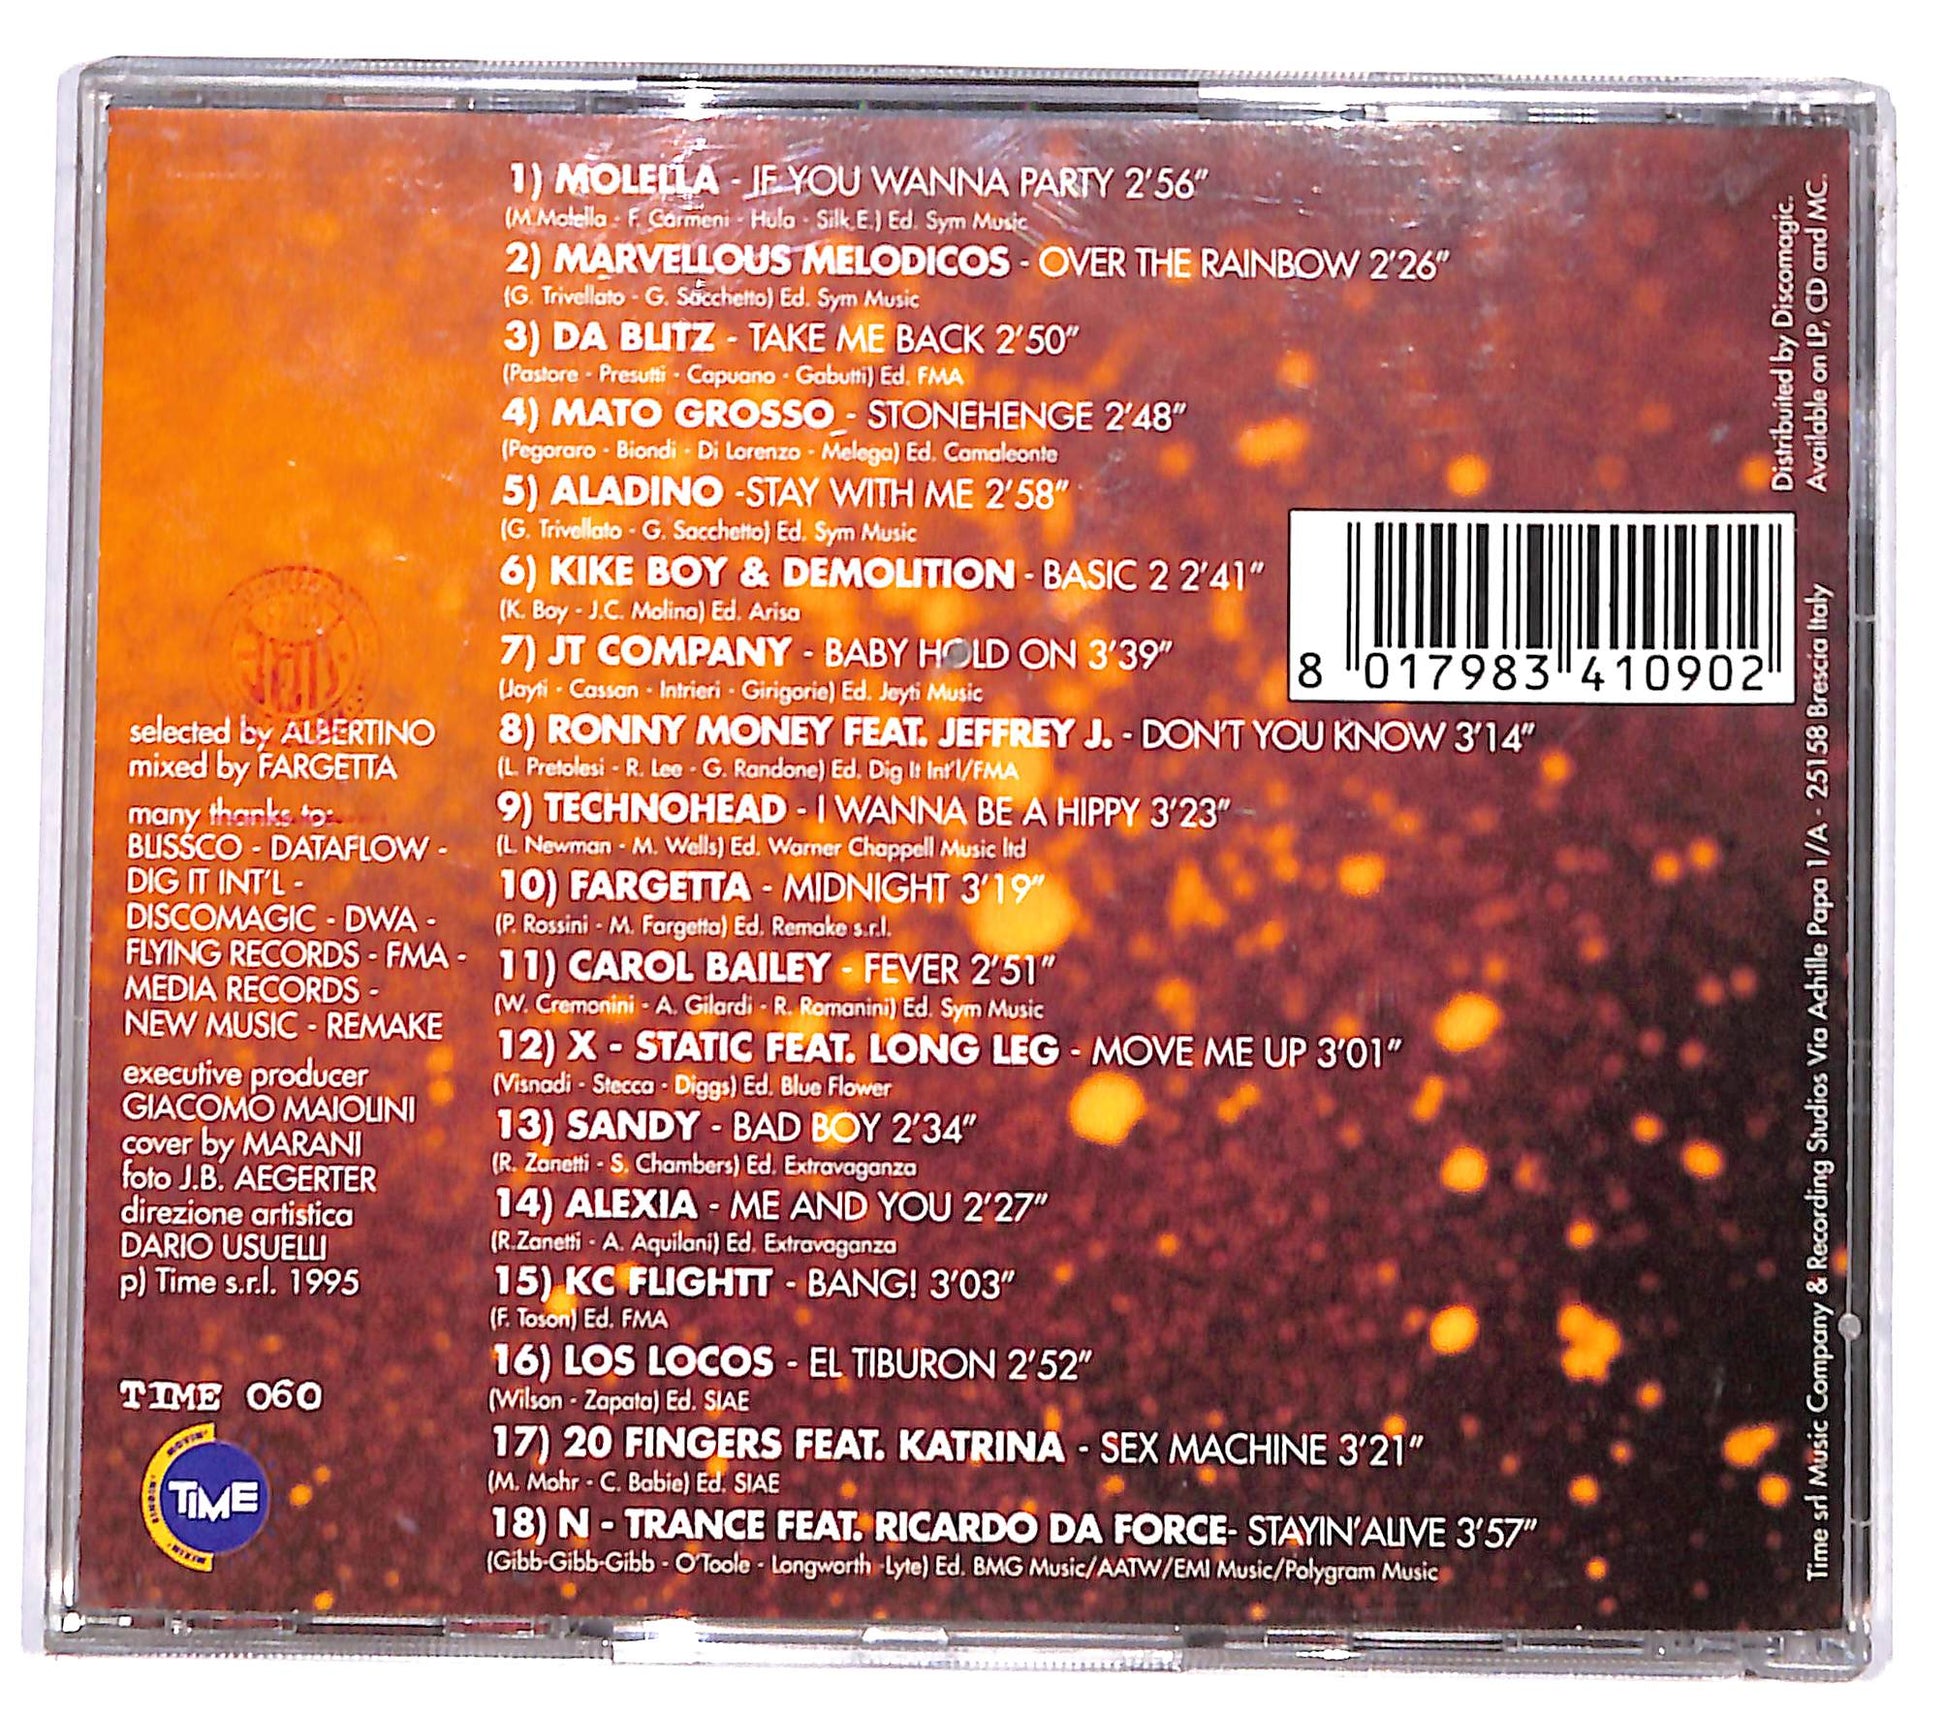 1) MOLELLA - IF YOU WANNA PARTY 2'56"
(M.Molella - F. Carmeni - Hula - Silk.E.) Ed. Sym Music
2) MARVELLOUS MELODICOS - OVER THE RAINBOW 2'26"
(G. Trivellato - G. Sacchetto) Ed. Sym Music
3) DA BLITZ - TAKE ME BACK 2'50"
(Pastore - Presutti - Capuano - Gabutti) Ed. FMA
4) MATO GROSSO - STONEHENGE 2'48"
(Pegoraro - Biondi - Di Lorenzo - Melega) Ed. Camaleonte
5) ALADINO -STAY WITH ME 2'58"
(G. Trivellato - G. Sacchetto) Ed. Sym Music
6) KIKE BOY & DEMOLITION - BASIC 2 2'41"
(K. Boy - J.C. Molina) Ed. Arisa
7) JT COMPANY - BABY HOLD ON 3'39"
(Jayti - Cassan - Intrieri - Girigorie) Ed. Jeyti Music
8) RONNY MONEY FEAT. JEFFREY J. - DON'T YOU KNOW 3'14"
(L. Pretolesi - R. Lee - G. Randone) Ed. Dig It Int'l/FMA
9) TECHNOHEAD - I WANNA BE A HIPPY 3'23"
(L. Newman - M. Wells) Ed. Warner Chappell Music ltd
10) FARGETTA - MIDNIGHT 3'19"
(P. Rossini - M. Fargetta) Ed. Remake s.r.l.
11) CAROL BAILEY - FEVER 2'51"
(W. Cremonini - A. Gilardi - R. Romanini) Ed. Sym Music
12) X - STATIC FEAT. LONG LEG - MOVE ME UP 3'01"
(Visnadi - Stecca - Diggs) Ed. Blue Flower
13) SANDY - BAD BOY 2'34"
(R. Zanetti - S. Chambers) Ed. Extravaganza
14) ALEXIA - ME AND YOU 2'27"
(R.Zanetti - A. Aquilani) Ed. Extravaganza
15) KC FLIGHTT - BANG! 3'03"
(F. Toson) Ed. FMA
16) LOS LOCOS - EL TIBURON 2'52"
(Wilson - Zapata) Ed. SIAE
17) 20 FINGERS FEAT. KATRINA - SEX MACHINE 3'21"
(M. Mohr - C. Babie) Ed. SIAE
18) N - TRANCE FEAT. RICARDO DA FORCE- STAYIN'ALIVE 3'57"
(Gibb-Gibb-Gibb - O'Toole - Longworth -Lyte) Ed. BMG Music/AATW/EMI Music/Polygram Music
selected by ALBERTINO
mixed by FARGETTA
many thanks to:
BLISSCO - DATAFLOW -
DIG IT INT'L -
DISCOMAGIC - DWA -
FLYING RECORDS - FMA -
MEDIA RECORDS -
NEW MUSIC - REMAKE
executive producer
GIACOMO MAIOLINI
cover by MARANI
foto J.B. AEGERTER
direzione artistica
DARIO USUELLI
p) Time s.r.l. 1995
TIME 060
MOVIN'
MIXIN'
TIME
Distribuited by Discomagic.
Available on LP, CD and MC.
8 017983 410902
Time srl Music Company & Recording Studios Via Achille Papa 1/A - 25158 Brescia Italy